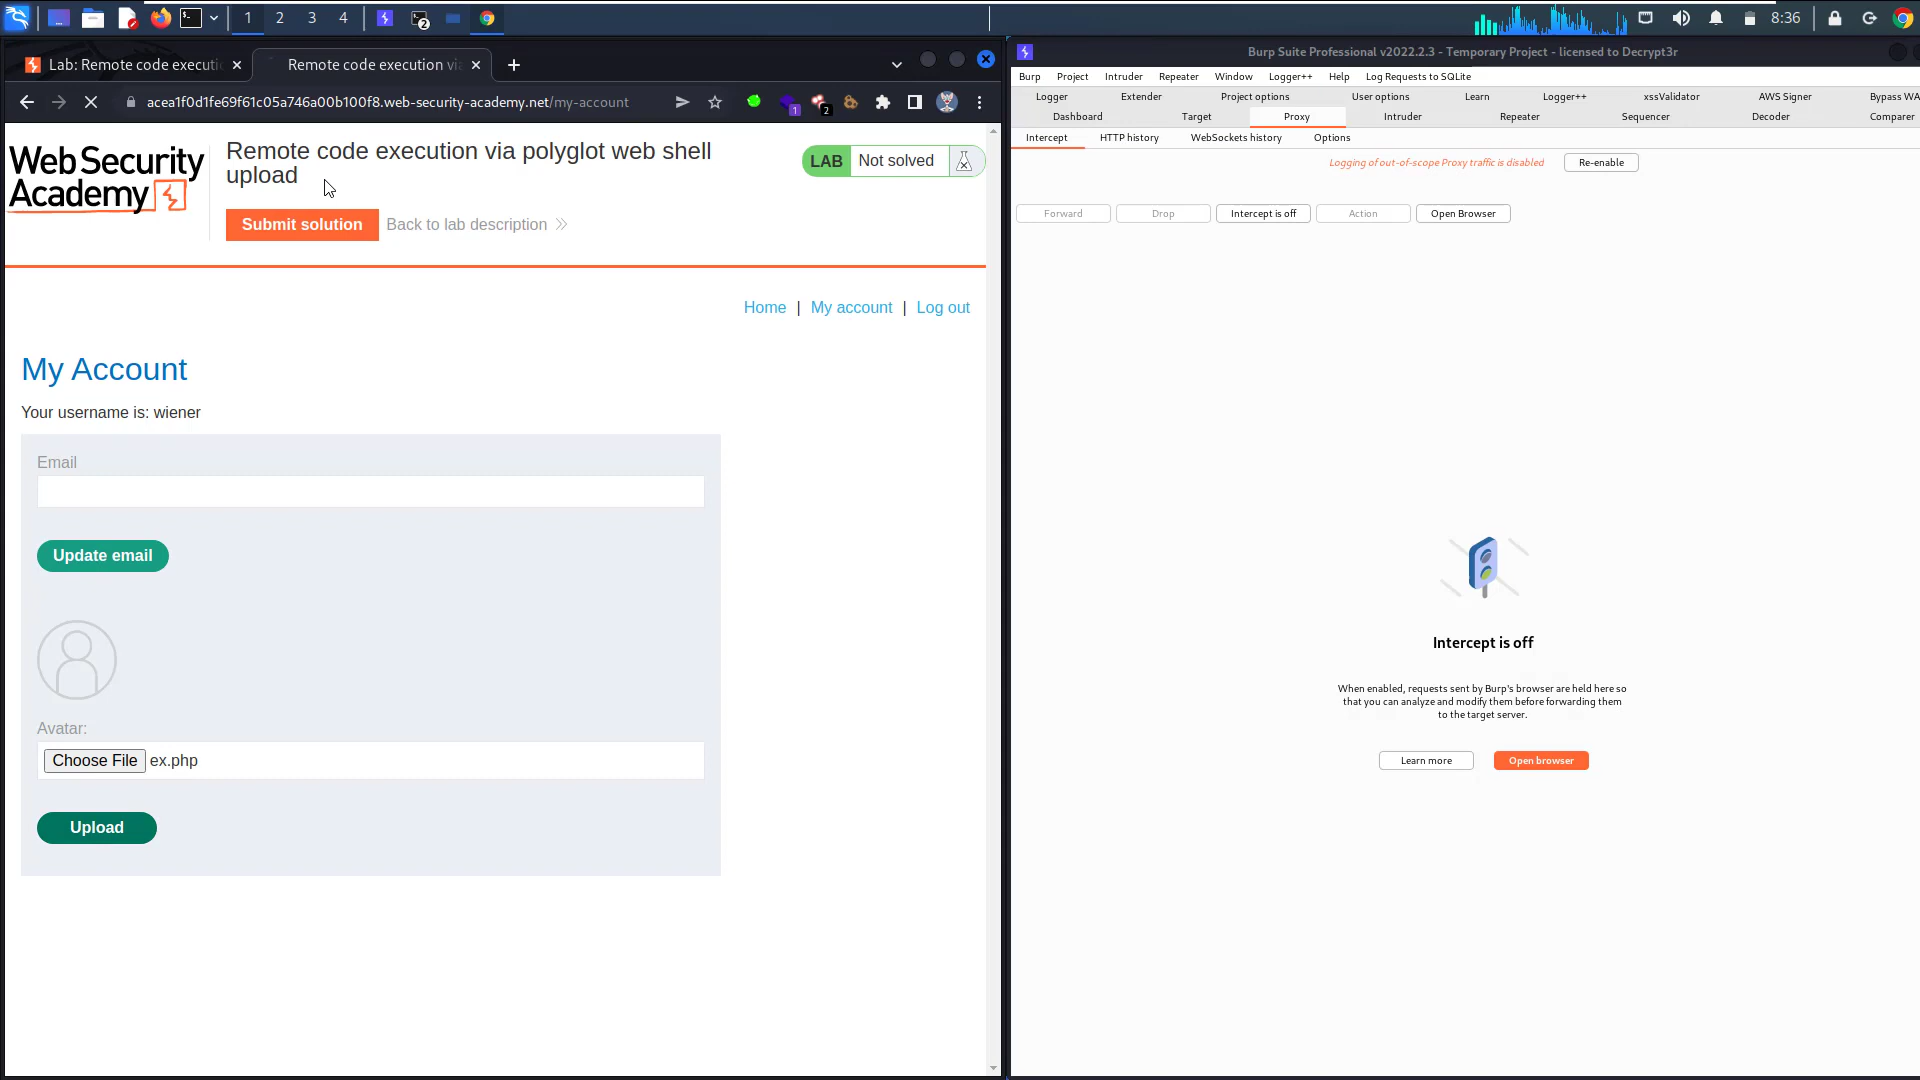 1 2 3 4
2
8:36
Lab: Remote code executi
Remote code execution via
acea1f0d1fe69f61c05a746a00b100f8.web-security-academy.net/my-account
1
2
Web Security
Academy
Remote code execution via polyglot web shell
upload
LAB Not solved
Submit solution
Back to lab description
Home | My account | Log out
My Account
Your username is: wiener
Email
Update email
Avatar:
Choose File ex.php
Upload
Burp Suite Professional v2022.2.3 - Temporary Project - licensed to Decrypt3r
Burp Project Intruder Repeater Window Logger++ Help Log Requests to SQLite
Logger Extender Project options User options Learn Logger++ xssValidator AWS Signer Bypass WA
Dashboard Target Proxy Intruder Repeater Sequencer Decoder Comparer
Intercept HTTP history WebSockets history Options
Logging of out-of-scope Proxy traffic is disabled Re-enable
Forward Drop Intercept is off Action Open Browser
Intercept is off
When enabled, requests sent by Burp's browser are held here so
that you can analyze and modify them before forwarding them
to the target server.
Learn more Open browser